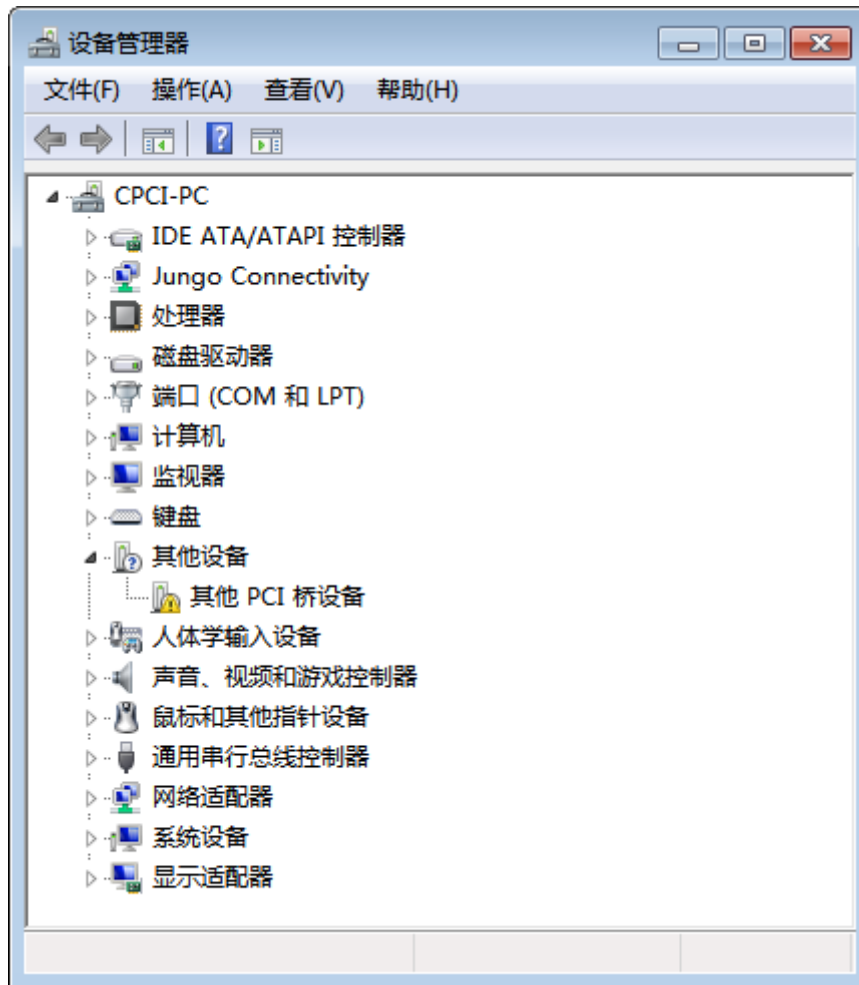 设备管理器
文件(F) 操作(A) 查看(V) 帮助(H)
CPCI-PC
IDE ATA/ATAPI 控制器
Jungo Connectivity
处理器
磁盘驱动器
端口 (COM 和 LPT)
计算机
监视器
键盘
其他设备
其他 PCI 桥设备
人体学输入设备
声音、视频和游戏控制器
鼠标和其他指针设备
通用串行总线控制器
网络适配器
系统设备
显示适配器